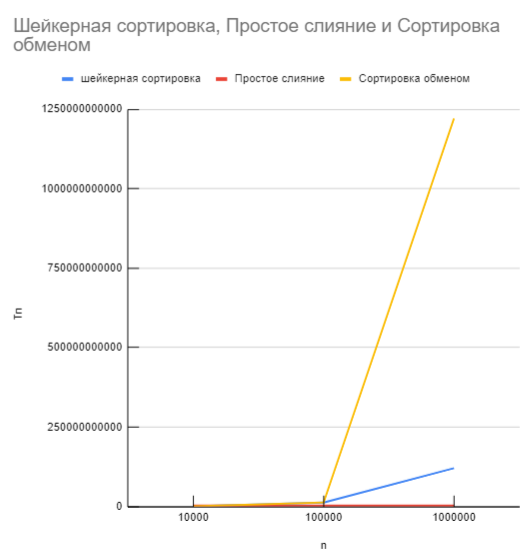 Шейкерная сортировка, Простое слияние и Сортировка
обменом
шейкерная сортировка Простое слияние Сортировка обменом
1250000000000
1000000000000
750000000000
500000000000
250000000000
0
Tn
10000 100000 1000000
n